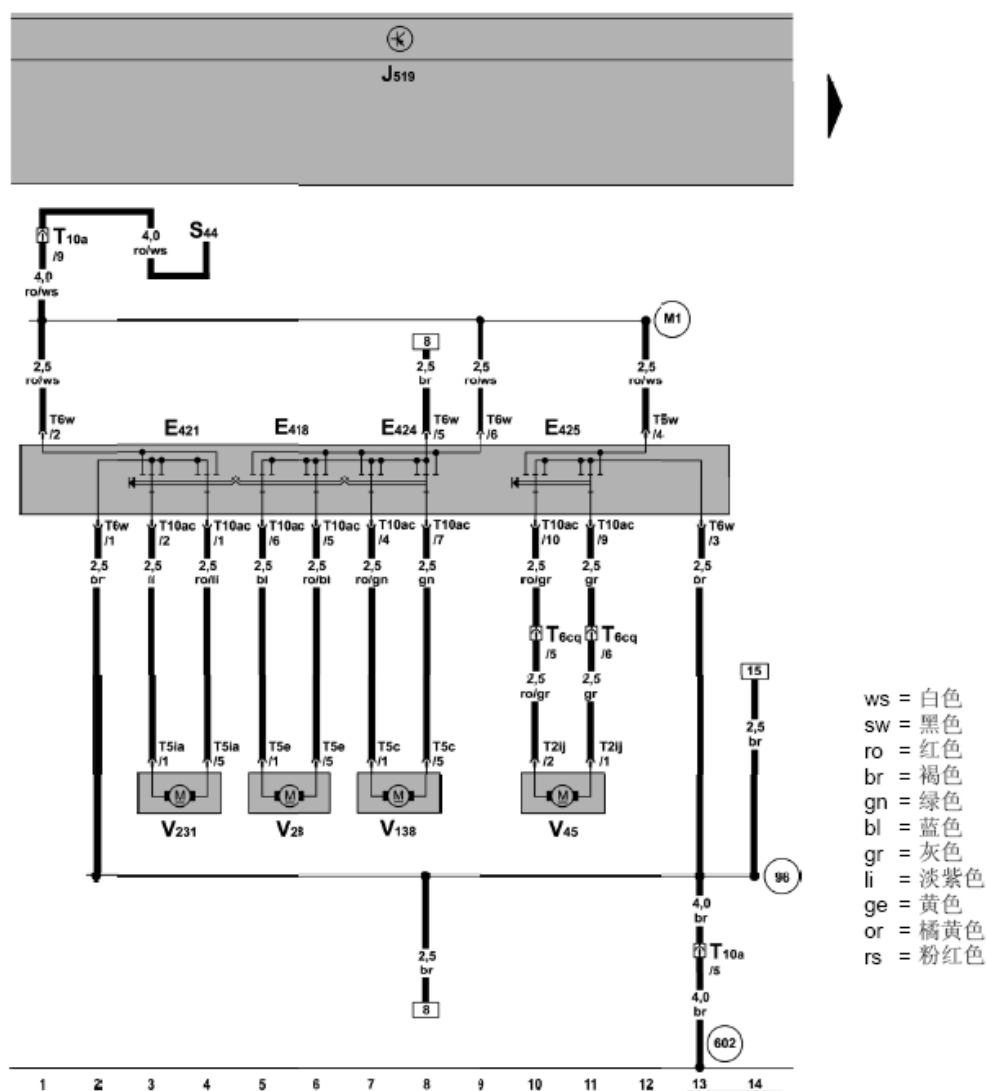 J519
S44
T10a
/9
4,0
ro/ws
4,0
ro/ws
M1
8
2,5
ro/ws
2,5
br
2,5
ro/ws
2,5
ro/ws
T6w
/2
E421
E418
E424
T6w
/5
T6w
/6
E425
T6w
/4
T6w
/1
T10ac
/2
T10ac
/1
T10ac
/6
T10ac
/5
T10ac
/4
T10ac
/7
T10ac
/10
T10ac
/9
T6w
/3
2,5
br
2,5
li
2,5
ro/li
2,5
bl
2,5
ro/bl
2,5
ro/gn
2,5
gn
2,5
ro/gr
2,5
gr
2,5
br
T6cq
/5
T6cq
/6
2,5
ro/gr
2,5
gr
15
2,5
br
T5ia
/1
T5ia
/5
T5e
/1
T5e
/5
T5c
/1
T5c
/5
T2ij
/2
T2ij
/1
M
M
M
M
V231
V28
V138
V45
98
4,0
br
T10a
/5
2,5
br
8
4,0
br
602
1 2 3 4 5 6 7 8 9 10 11 12 13 14
ws = 白色
sw = 黑色
ro = 红色
br = 褐色
gn = 绿色
bl = 蓝色
gr = 灰色
li = 淡紫色
ge = 黄色
or = 橘黄色
rs = 粉红色